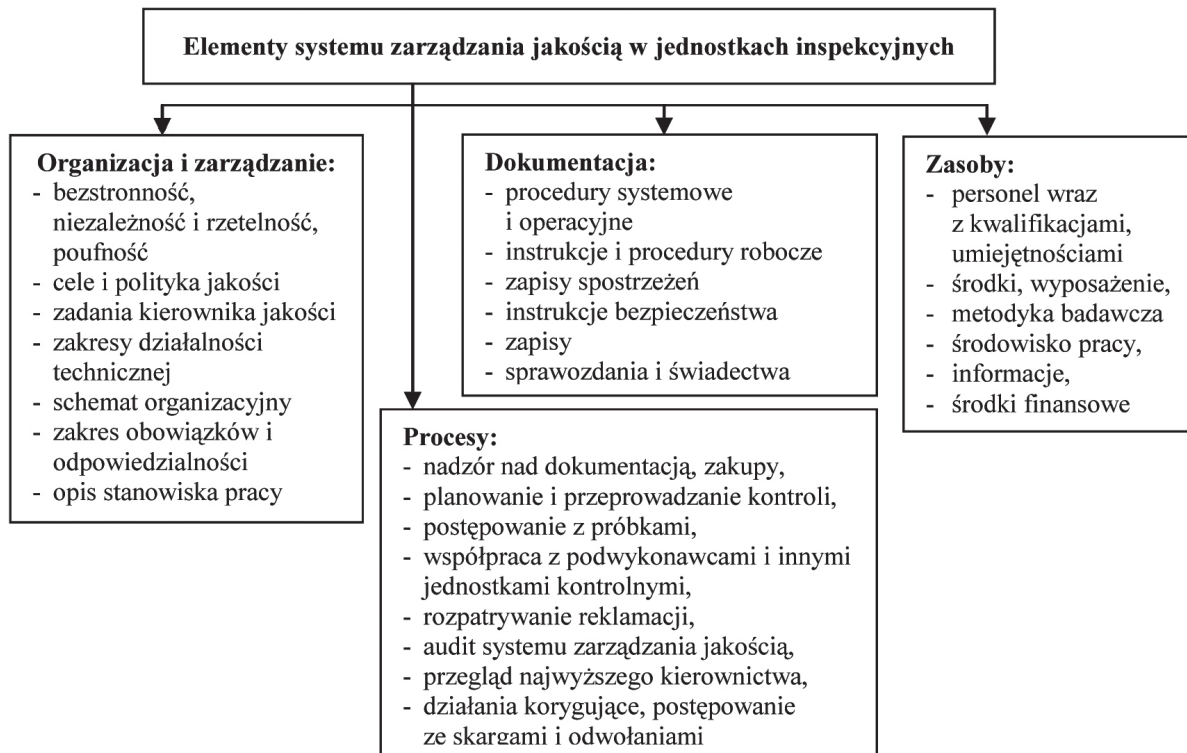 Elementy systemu zarządzania jakością w jednostkach inspekcyjnych
Organizacja i zarządzanie:
- bezstronność,
niezależność i rzetelność,
poufność
- cele i polityka jakości
- zadania kierownika jakości
- zakresy działalności
technicznej
- schemat organizacyjny
- zakres obowiązków i
odpowiedzialności
- opis stanowiska pracy
Dokumentacja:
- procedury systemowe
i operacyjne
- instrukcje i procedury robocze
- zapisy spostrzeżeń
- instrukcje bezpieczeństwa
- zapisy
- sprawozdania i świadectwa
Zasoby:
- personel wraz
z kwalifikacjami,
umiejętnościami
- środki, wyposażenie,
- metodyka badawcza
- środowisko pracy,
- informacje,
- środki finansowe
Procesy:
- nadzór nad dokumentacją, zakupy,
- planowanie i przeprowadzanie kontroli,
- postępowanie z próbkami,
- współpraca z podwykonawcami i innymi
jednostkami kontrolnymi,
- rozpatrywanie reklamacji,
- audit systemu zarządzania jakością,
- przegląd najwyższego kierownictwa,
- działania korygujące, postępowanie
ze skargami i odwołaniami